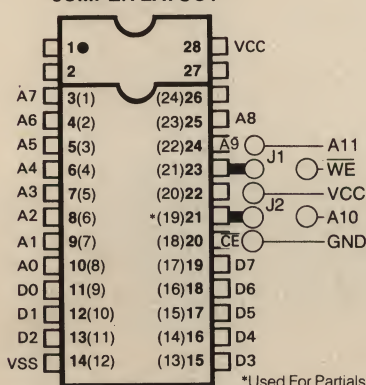 1 28 VCC
2 27
A7 3(1) (24)26
A6 4(2) (23)25 A8
A5 5(3) (22)24 A9 A11
A4 6(4) (21)23 J1 WE
A3 7(5) (20)22 VCC
A2 8(6) *(19)21 J2 A10
A1 9(7) (18)20 CE GND
A0 10(8) (17)19 D7
D0 11(9) (16)18 D6
D1 12(10) (15)17 D5
D2 13(11) (14)16 D4
VSS 14(12) (13)15 D3
*Used For Partials